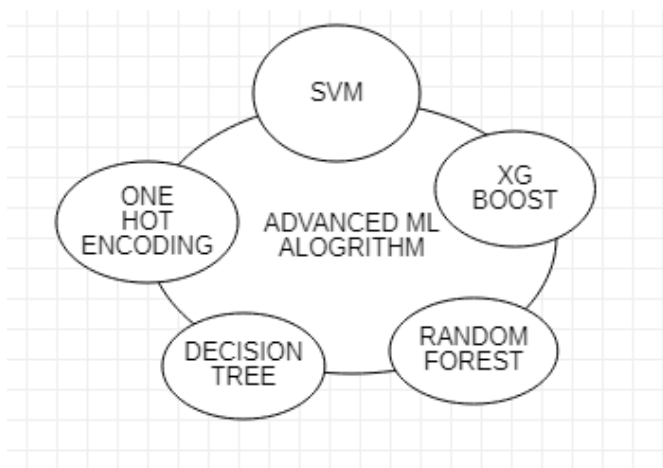 SVM
XG
BOOST
ONE
HOT
ENCODING
ADVANCED ML
ALOGRITHM
DECISION
TREE
RANDOM
FOREST